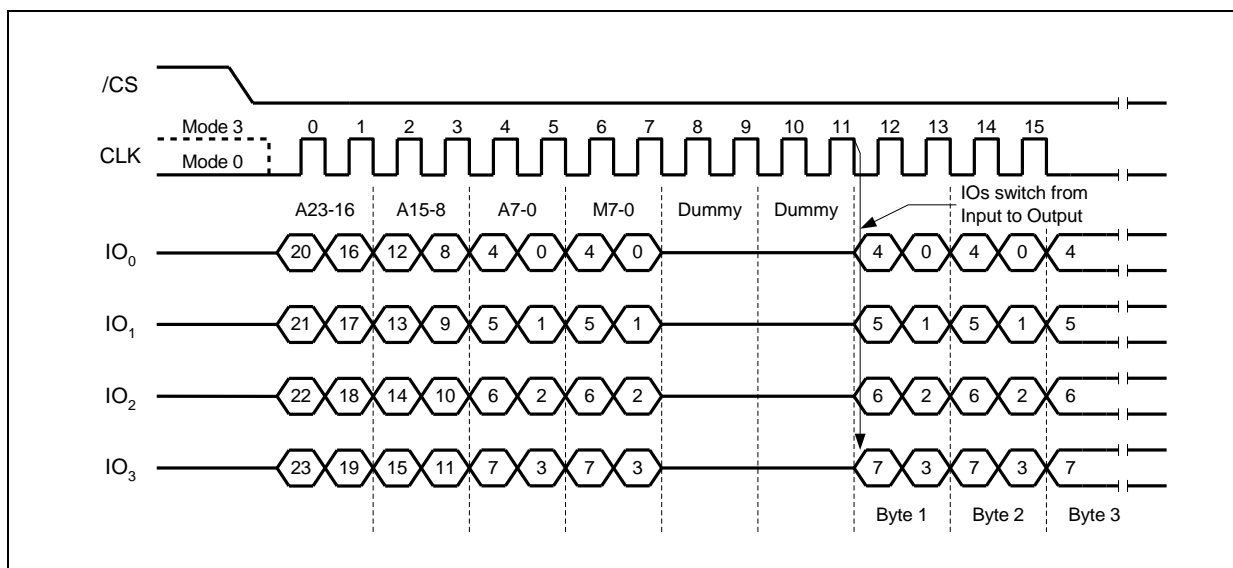 /CS
Mode 3
0 1 2 3 4 5 6 7 8 9 10 11 12 13 14 15
CLK
Mode 0
IOs switch from
Input to Output
A23-16 A15-8 A7-0 M7-0 Dummy Dummy
IO0 20 16 12 8 4 0 4 0 4 0 4 0 4
IO1 21 17 13 9 5 1 5 1 5 1 5 1 5
IO2 22 18 14 10 6 2 6 2 6 2 6 2 6
IO3 23 19 15 11 7 3 7 3 7 3 7 3 7
Byte 1 Byte 2 Byte 3